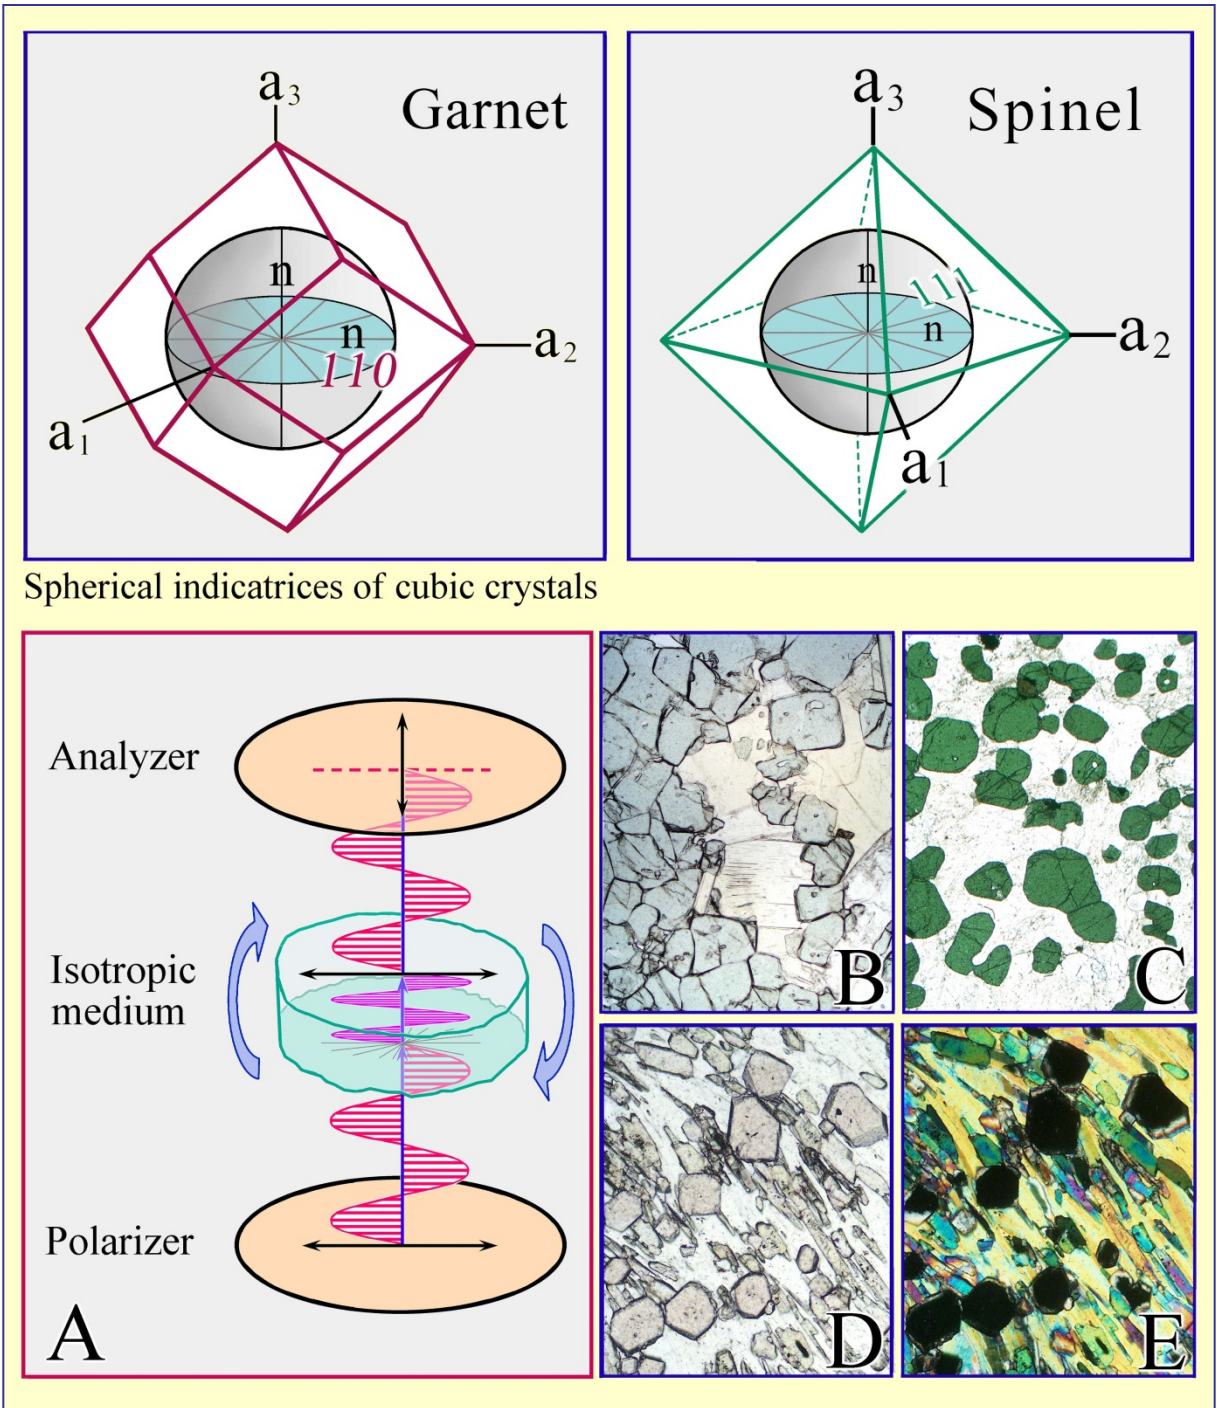 a3
Garnet
n
n
110
a2
a1
a3
Spinel
n
111
n
a2
a1
Spherical indicatrices of cubic crystals
Analyzer
Isotropic
medium
Polarizer
A
B
C
D
E